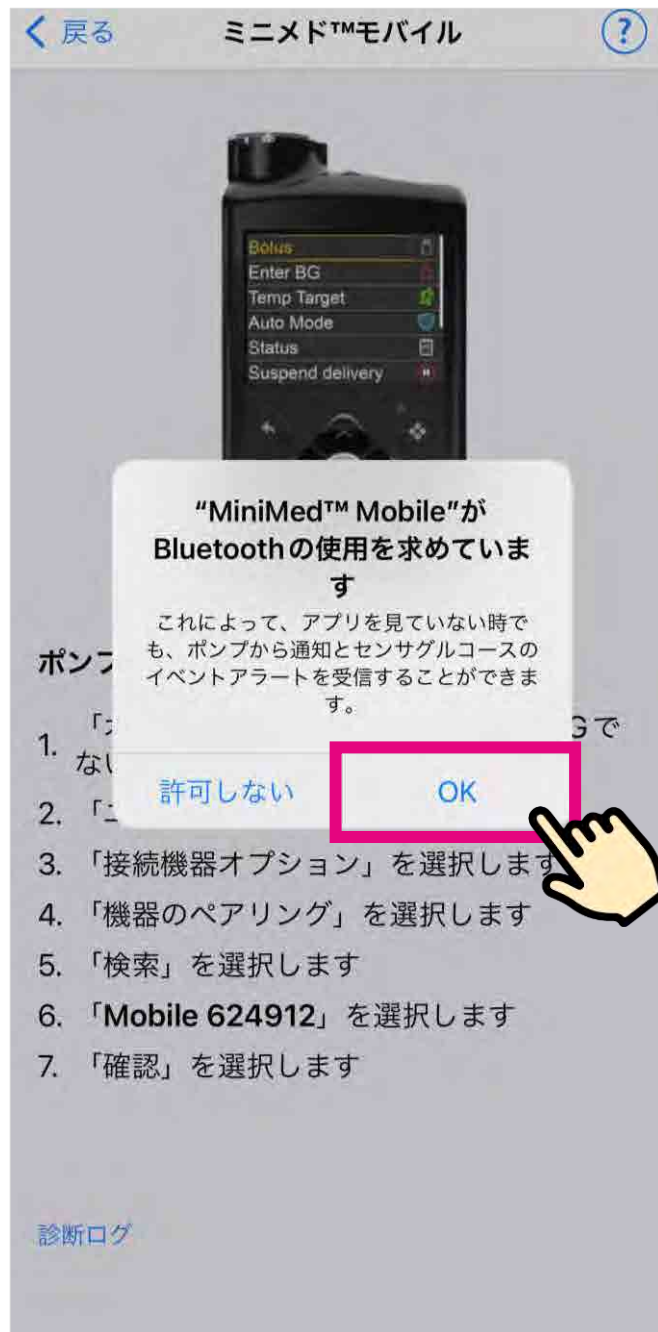 戻る ミニメド™モバイル ?
Bolus
Enter BG
Temp Target
Auto Mode
Status
Suspend delivery
“MiniMed™ Mobile”が
Bluetoothの使用を求めていま
す
これによって、アプリを見ていない時で
も、ポンプから通知とセンサグルコースの
イベントアラートを受信することができま
す。
許可しない OK
ポンプ
1. で
ない
2.
3. 「接続機器オプション」を選択します
4. 「機器のペアリング」を選択します
5. 「検索」を選択します
6. 「Mobile 624912」を選択します
7. 「確認」を選択します
診断ログ